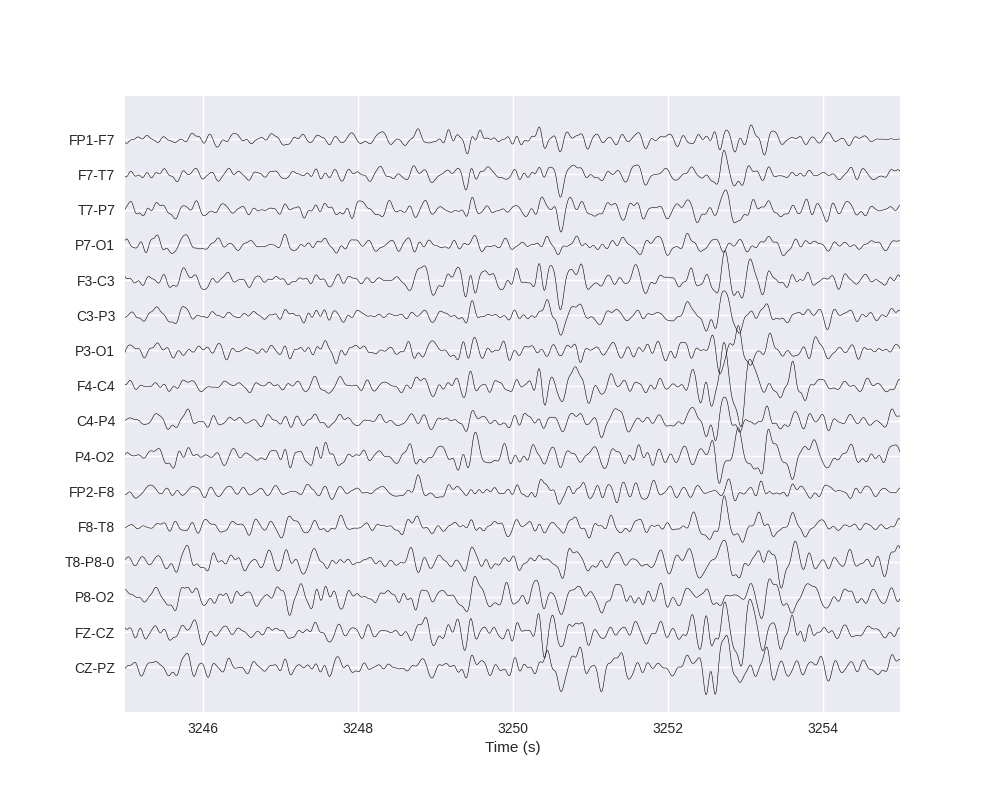 FP1-F7
F7-T7
T7-P7
P7-O1
F3-C3
C3-P3
P3-O1
F4-C4
C4-P4
P4-O2
FP2-F8
F8-T8
T8-P8-0
P8-O2
FZ-CZ
CZ-PZ
3246 3248 3250 3252 3254
Time (s)